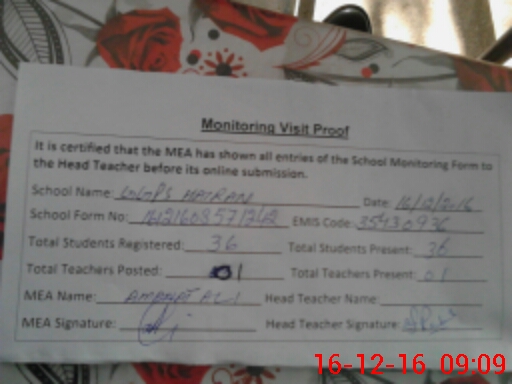 Monitoring Visit Proof
It is certified that the MEA has shown all entries of the School Monitoring Form to
the Head Teacher before its online submission.
School Name: GGPS Date: 16/12/2016
School Form No: EMIS Code: 35430936
Total Students Registered: 36 Total Students Present: 36
Total Teachers Posted: 01 Total Teachers Present: 01
MEA Name: ALI Head Teacher Name:
MEA Signature: Head Teacher Signature:
16-12-16 09:09